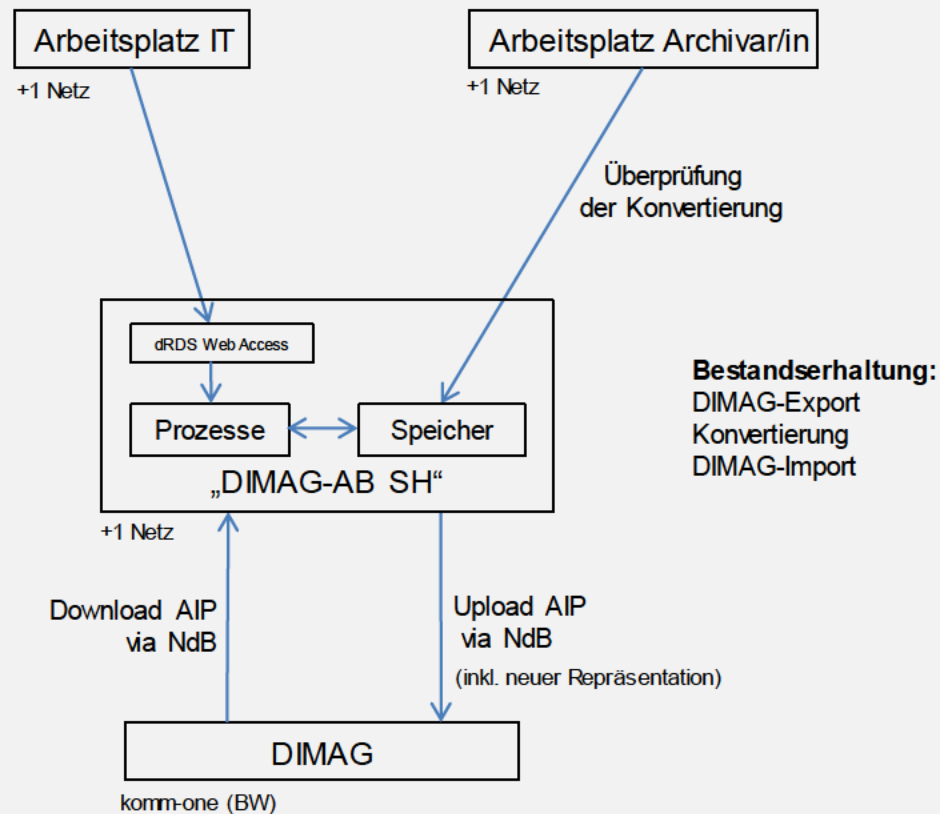 Arbeitsplatz IT
Arbeitsplatz Archivar/in
+1 Netz
+1 Netz
Überprüfung
der Konvertierung
dRDS Web Access
Prozesse
Speicher
„DIMAG-AB SH“
Bestandserhaltung:
DIMAG-Export
Konvertierung
DIMAG-Import
+1 Netz
Download AIP
via NdB
Upload AIP
via NdB
(inkl. neuer Repräsentation)
DIMAG
komm-one (BW)